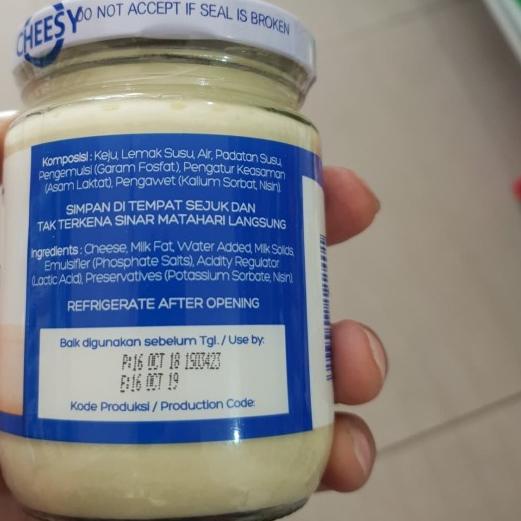 CHEESY
DO NOT ACCEPT IF SEAL IS BROKEN
Komposisi : Keju, Lemak Susu, Air, Padatan Susu,
Pengemulsi (Garam Fosfat), Pengatur Keasaman
(Asam Laktat), Pengawet (Kalium Sorbat, Nisin).
SIMPAN DI TEMPAT SEJUK DAN
TAK TERKENA SINAR MATAHARI LANGSUNG
Ingredients : Cheese, Milk Fat, Water Added, Milk Solids,
Emulsifier (Phosphate Salts), Acidity Regulator
(Lactic Acid), Preservatives (Potassium Sorbate, Nisin).
REFRIGERATE AFTER OPENING
Baik digunakan sebelum Tgl. / Use by:
P:16 OCT 18 1503423
E:16 OCT 19
Kode Produksi / Production Code: